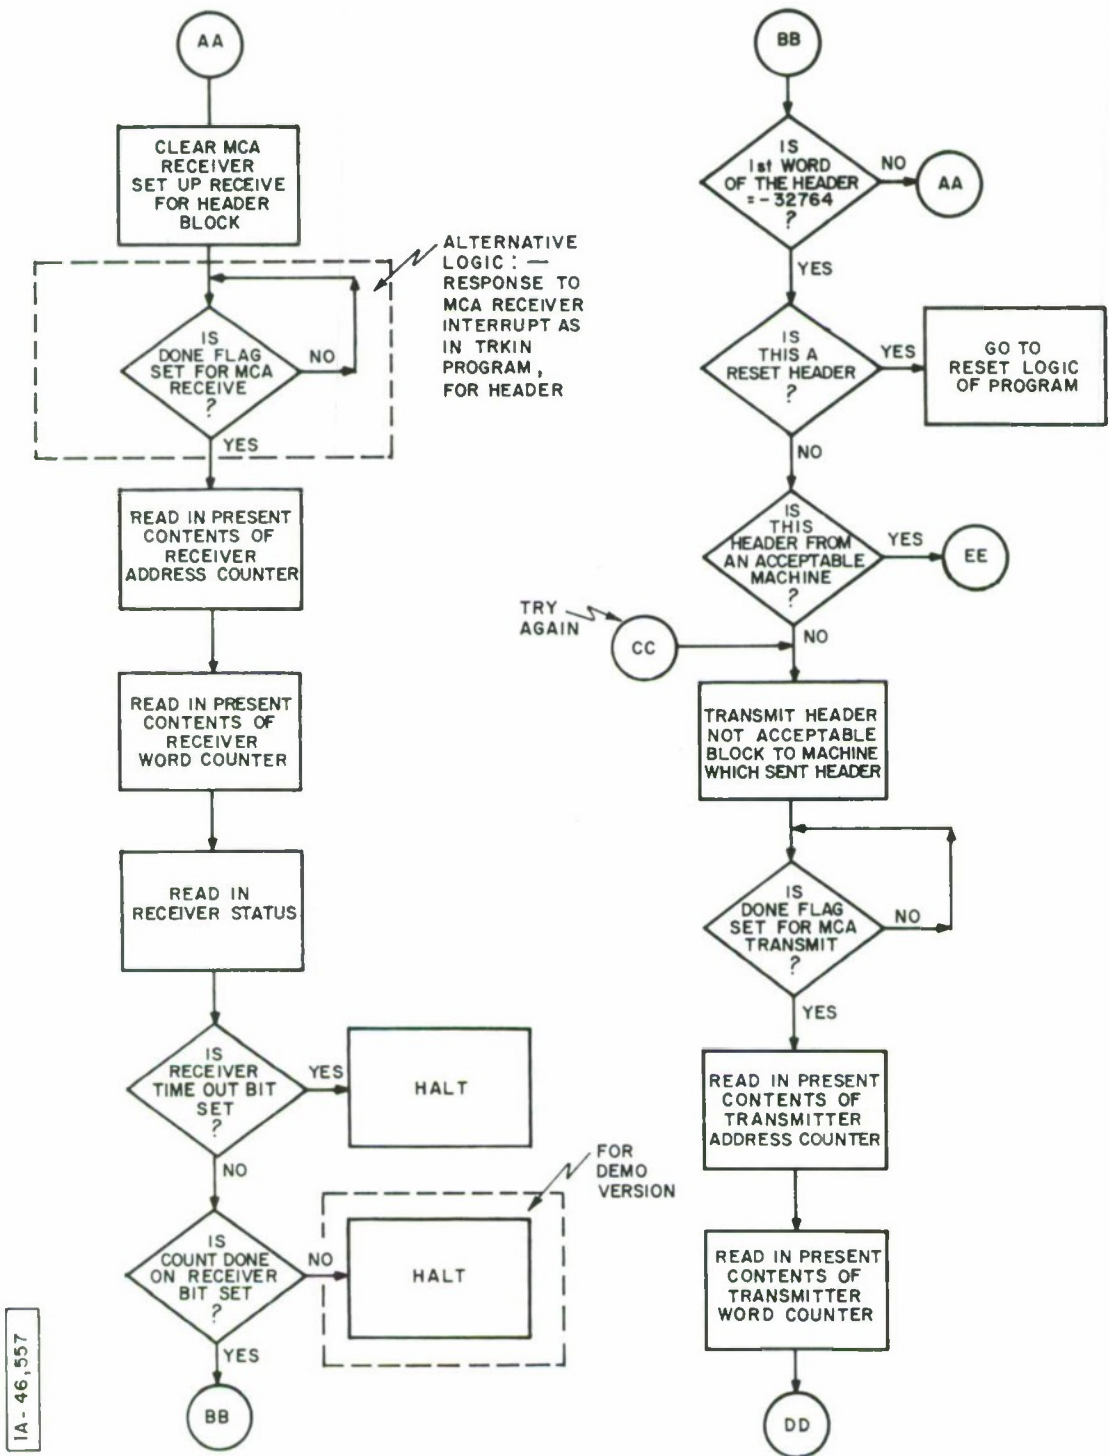 AA
CLEAR MCA
RECEIVER
SET UP RECEIVE
FOR HEADER
BLOCK
ALTERNATIVE
LOGIC: —
RESPONSE TO
MCA RECEIVER
INTERRUPT AS
IN TRKIN
PROGRAM,
FOR HEADER
IS
DONE FLAG
SET FOR MCA
RECEIVE
?
NO
YES
READ IN PRESENT
CONTENTS OF
RECEIVER
ADDRESS COUNTER
READ IN PRESENT
CONTENTS OF
RECEIVER
WORD COUNTER
READ IN
RECEIVER STATUS
IS
RECEIVER
TIME OUT BIT
SET
?
YES
HALT
NO
FOR
DEMO
VERSION
IS
COUNT DONE
ON RECEIVER
BIT SET
?
NO
HALT
YES
BB
IA-46,557
BB
IS
1st WORD
OF THE HEADER
=-32764
?
NO
AA
YES
IS
THIS A
RESET HEADER
?
YES
GO TO
RESET LOGIC
OF PROGRAM
NO
IS
THIS
HEADER FROM
AN ACCEPTABLE
MACHINE
?
YES
EE
NO
TRY
AGAIN
CC
TRANSMIT HEADER
NOT ACCEPTABLE
BLOCK TO MACHINE
WHICH SENT HEADER
IS
DONE FLAG
SET FOR MCA
TRANSMIT
?
NO
YES
READ IN PRESENT
CONTENTS OF
TRANSMITTER
ADDRESS COUNTER
READ IN PRESENT
CONTENTS OF
TRANSMITTER
WORD COUNTER
DD